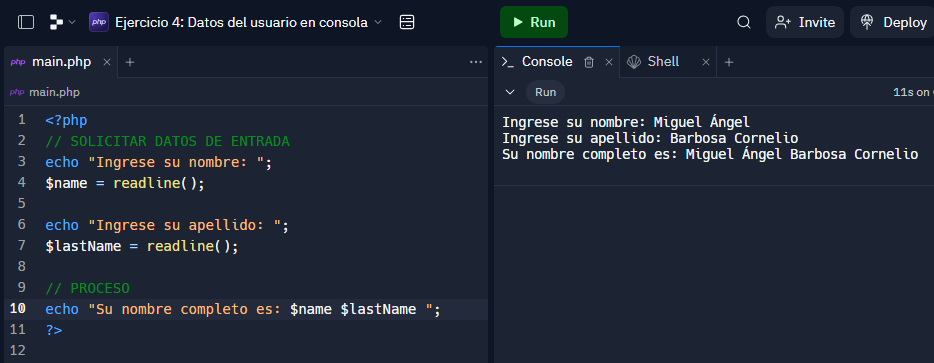 php Ejercicio 4: Datos del usuario en consola
Run
Invite
Deploy
php main.php
Console
Shell
php main.php
Run
11s on
1 <?php
2 // SOLICITAR DATOS DE ENTRADA
3 echo "Ingrese su nombre: ";
4 $name = readline();
5
6 echo "Ingrese su apellido: ";
7 $lastName = readline();
8
9 // PROCESO
10 echo "Su nombre completo es: $name $lastName ";
11 ?>
12
Ingrese su nombre: Miguel Ángel
Ingrese su apellido: Barbosa Cornelio
Su nombre completo es: Miguel Ángel Barbosa Cornelio